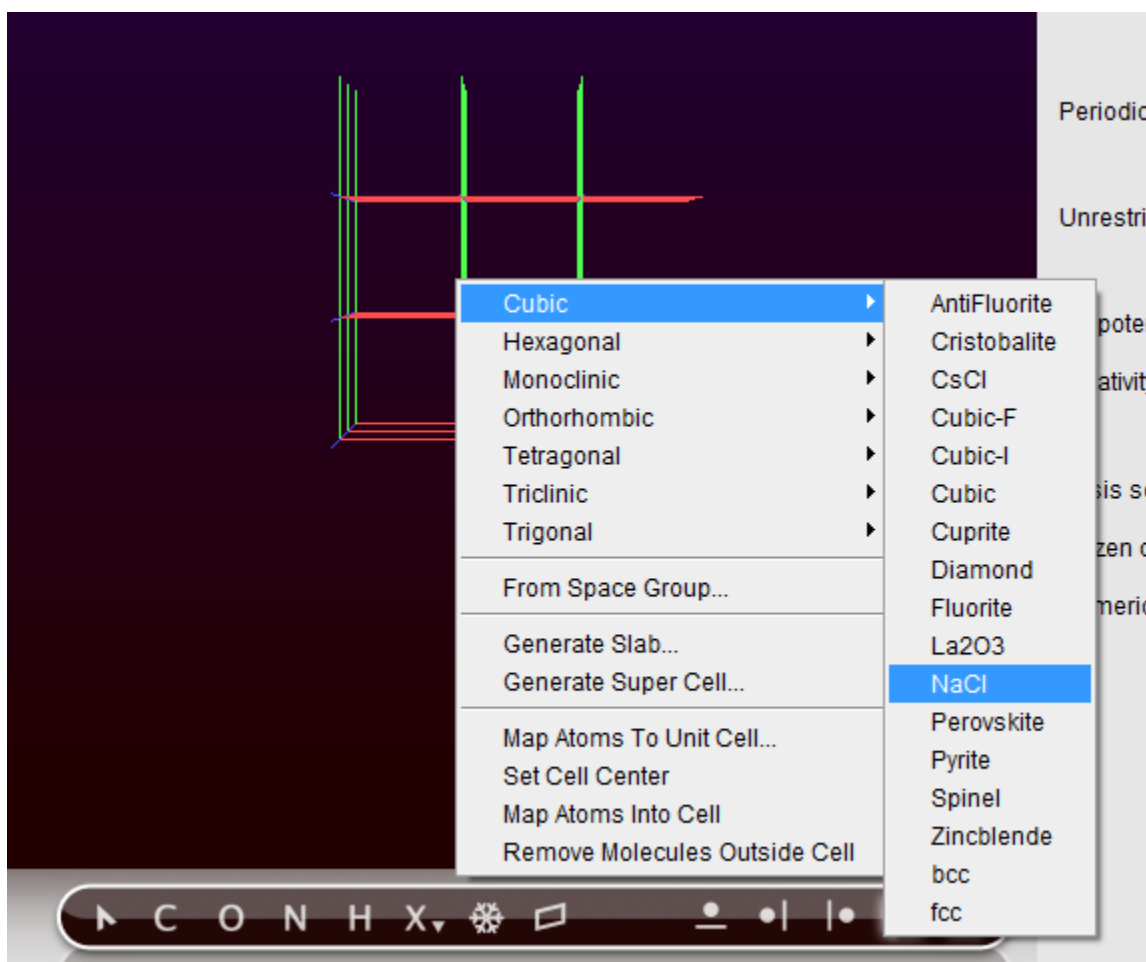 Periodic
Unrestri
Cubic
Hexagonal
Monoclinic
Orthorhombic
Tetragonal
Triclinic
Trigonal
From Space Group...
Generate Slab...
Generate Super Cell...
Map Atoms To Unit Cell...
Set Cell Center
Map Atoms Into Cell
Remove Molecules Outside Cell
AntiFluorite
Cristobalite
CsCl
Cubic-F
Cubic-I
Cubic
Cuprite
Diamond
Fluorite
La2O3
NaCl
Perovskite
Pyrite
Spinel
Zincblende
bcc
fcc
C O N H X